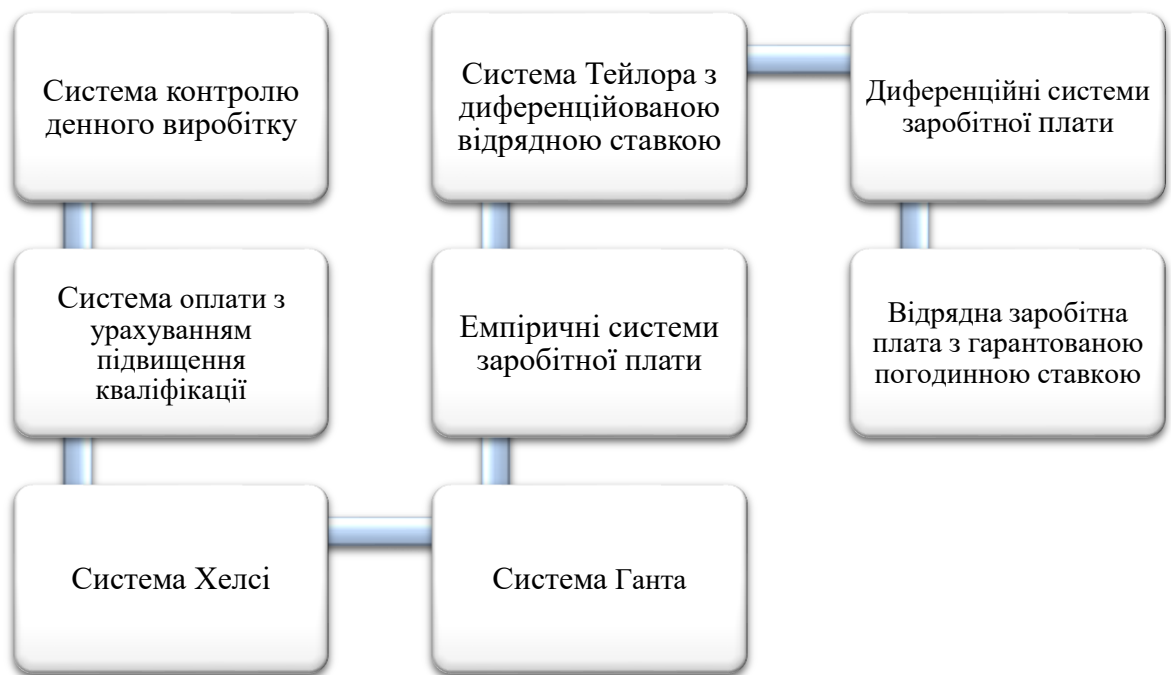 Система контролю
денного виробітку
Система оплати з
урахуванням
підвищення
кваліфікації
Система Хелсі
Система Ганта
Емпіричні системи
заробітної плати
Система Тейлора з
диференційованою
відрядною ставкою
Диференційні системи
заробітної плати
Відрядна заробітна
плата з гарантованою
погодинною ставкою